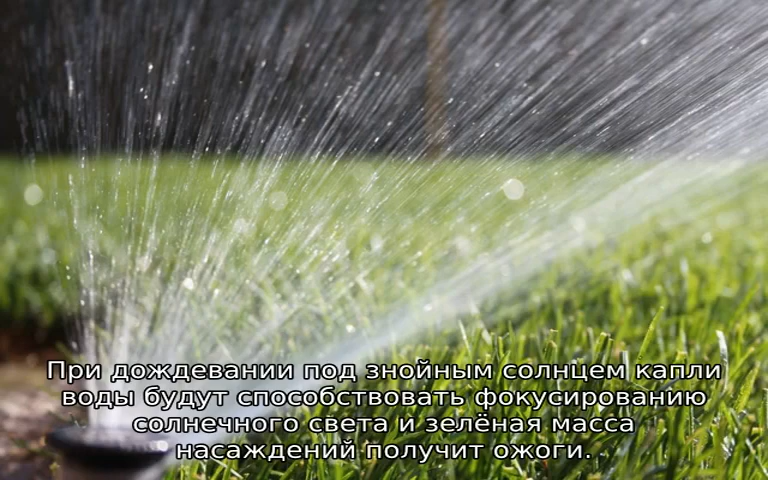 При дождевании под знойным солнцем капли
воды будут способствовать фокусированию
солнечного света и зелёная масса
насаждений получит ожоги.